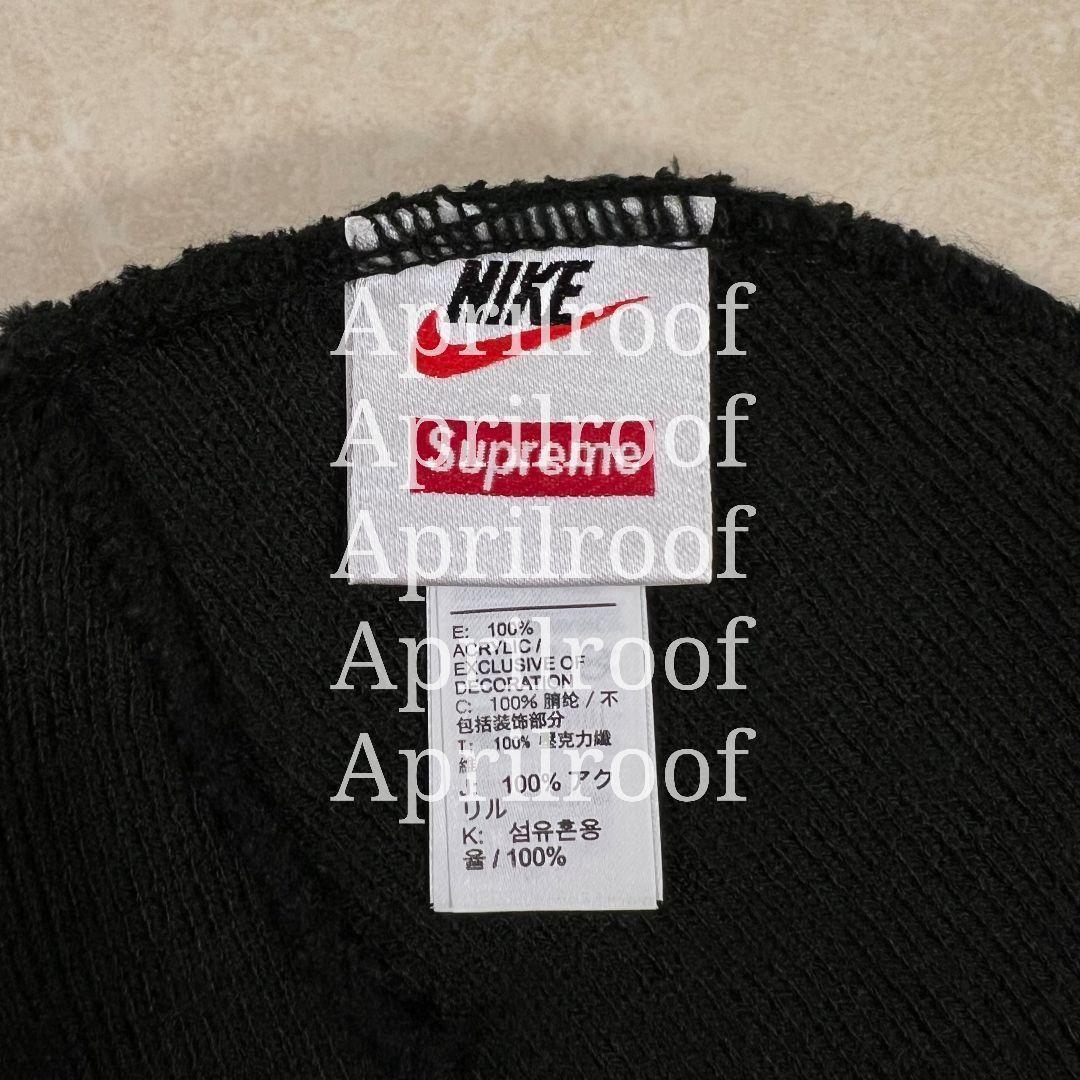 NIKE
Aprilroof
Aprilroof
Supreme
Aprilroof
E: 100%
ACRYLIC /
EXCLUSIVE OF
DECORATION
Aprilroof
C: 100% 腈纶 / 不
包括装饰部分
T: 100% 壓克力纖
維
Aprilroof
J: 100% アク
リル
K: 섬유혼용
율 / 100%